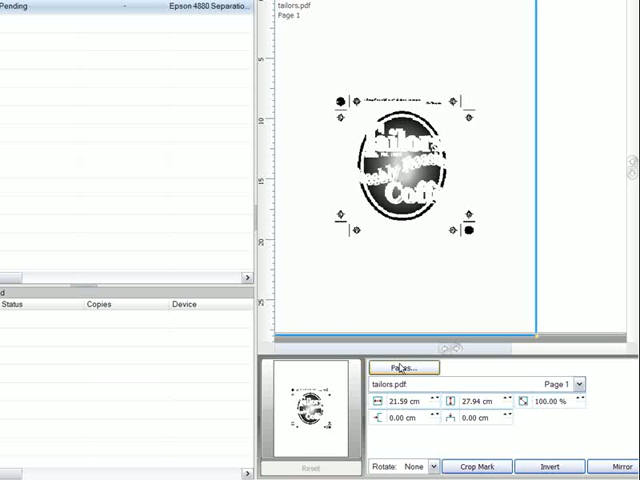 Pending - Epson 4880 Separatio...
tailors.pdf
Page 1
5
10
15
20
25
Tailors
Coff
d
Status Copies Device
Pages...
tailors.pdf Page 1
21.59 cm 27.94 cm 100.00 %
0.00 cm 0.00 cm
Reset
Rotate: None Crop Mark Invert Mirror